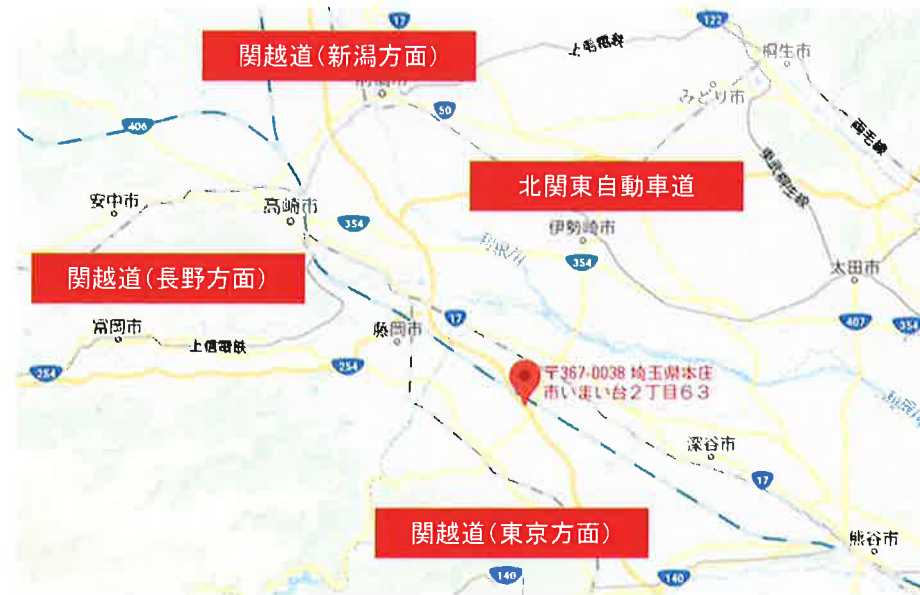 17
122
関越道(新潟方面)
上毛電鉄
桐生市
みどり市
50
406
両毛線
東武桐生線
北関東自動車道
安中市
高崎市
354
伊勢崎市
利根川
354
太田市
関越道(長野方面)
富岡市
藤岡市
17
407
354
上信電鉄
254
254
〒367-0038 埼玉県本庄
市いまい台2丁目63
深谷市
17
関越道(東京方面)
熊谷市
140
140